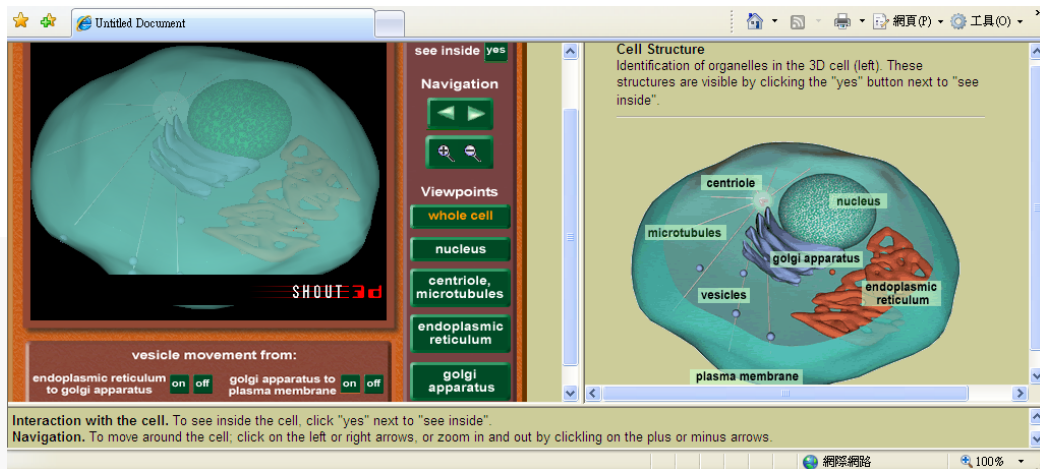 Untitled Document
網頁(P)
工具(O)
see inside yes
Navigation
Viewpoints
whole cell
nucleus
centriole,
microtubules
endoplasmic
reticulum
golgi
apparatus
SHOUT 3d
vesicle movement from:
endoplasmic reticulum
to golgi apparatus
on off
golgi apparatus to
plasma membrane
on off
Cell Structure
Identification of organelles in the 3D cell (left). These
structures are visible by clicking the "yes" button next to "see
inside".
centriole
nucleus
microtubules
golgi apparatus
vesicles
endoplasmic
reticulum
plasma membrane
Interaction with the cell. To see inside the cell, click "yes" next to "see inside".
Navigation. To move around the cell; click on the left or right arrows, or zoom in and out by clickling on the plus or minus arrows.
網際網路
100%